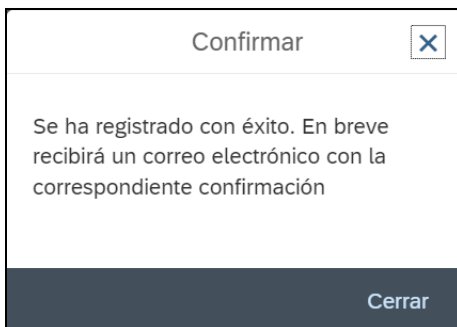 Confirmar
Se ha registrado con éxito. En breve
recibirá un correo electrónico con la
correspondiente confirmación
Cerrar